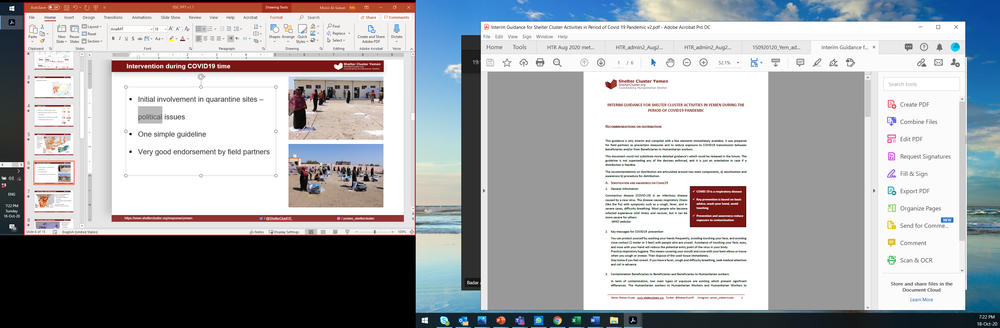 AutoSave Off
GSC PPT v1.1
Drawing Tools
Monir Al-Sobari MA
File Home Insert Design Transitions Animations Slide Show Review View Help Acrobat Format Search Share Comments
Paste
New Slide
Reuse Slides
Layout
Reset
Section
ArialMT 18
Shapes Arrange Quick Styles
Find
Replace
Select
Create and Share Adobe PDF
Dictate
Clipboard Slides Font Paragraph Drawing Editing Adobe Acrobat Voice
3
4
5
6
7
8
Intervention during COVID19 time
Shelter Cluster Yemen
ShelterCluster.org
Coordinating Humanitarian Shelter
Initial involvement in quarantine sites –
political issues
One simple guideline
Very good endorsement by field partners
https://www.sheltercluster.org/response/yemen
/ @ShelterClustYE
/ yemen_sheltercluster
Slide 6 of 15 English (United States) Notes Display Settings 100%
ENG
7:22 PM
Sunday
18-Oct-20
19
Interim Guidance for Shelter Cluster Activities in Period of Covid 19 Pandemic v2.pdf - Adobe Acrobat Pro DC
File Edit View Sign Window Help
Home Tools HTR Aug 2020 met... HTR_admin2_Aug2... HTR_admin2_Aug2... 150920120_Yem_ad... Interim Guidance f...
1 / 6 52.1%
Shelter Cluster Yemen
ShelterCluster.org
Coordinating Humanitarian Shelter
INTERIM GUIDANCE FOR SHELTER CLUSTER ACTIVITIES IN YEMEN DURING THE
PERIOD OF COVID19 PANDEMIC
RECOMMENDATIONS ON DISTRIBUTION
This guidance is only interim and compiled with a few elements immediately available. It was prepared
for field partners as prevention measures and to reduce exposure to COVID19 transmission between
beneficiaries and/or from Beneficiaries to Humanitarian workers.
This document could not substitute more detailed guidance's which could be released in the future. The
guideline is not superseding any of the decrees enforced, and it is just an orientation in case if a
distribution is feasible.
The recommendations on distribution are articulated around two main components, a) sensitization and
awareness b) procedure for distribution.
A. SENSITIZATION AND AWARENESS ON COVID19
1. General information
Coronavirus disease (COVID-19) is an infectious disease
caused by a new virus. The disease causes respiratory illness
(like the flu) with symptoms such as a cough, fever, and in
severe cases, difficulty breathing. Most people who become
infected experience mild illness and recover, but it can be
more severe for others.
-WHO website-
✓ COVID 19 is a respiratory disease
✓ Key prevention is based on basic
advice, wash your hand, avoid
touching
✓ Prevention and awareness reduce
exposure to contamination
2. Key messages for COVID19 prevention
You can protect yourself by washing your hands frequently, avoiding touching your face, and avoiding
close contact (1 meter or 3 feet) with people who are unwell. Avoidance of touching your face, eyes,
and nose with your hand will reduce the potential entry point of the virus in your body.
Practice respiratory hygiene. This means covering your mouth and nose with your bent elbow or tissue
when you cough or sneeze. Then dispose of the used tissue immediately.
Stay home if you feel unwell. If you have a fever, cough and difficulty breathing, seek medical attention
and call in advance.
3. Contamination Beneficiaries to Beneficiaries and Beneficiaries to Humanitarian workers.
In term of contamination, two main types of exposure are existing which present significant
differences. The Humanitarian workers to Humanitarian Workers and Humanitarian Workers to
Yemen Shelter Cluster www.sheltercluster.org Twitter: @ShelterClustYE Instagram: yemen_sheltercluster 1
Search tools
Create PDF
Combine Files
Edit PDF
Request Signatures
Fill & Sign
Export PDF
Organize Pages
NEW
Send for Comme...
Comment
Scan & OCR
Store and share files in the
Document Cloud
Learn More
Badar
7:22 PM
18-Oct-20